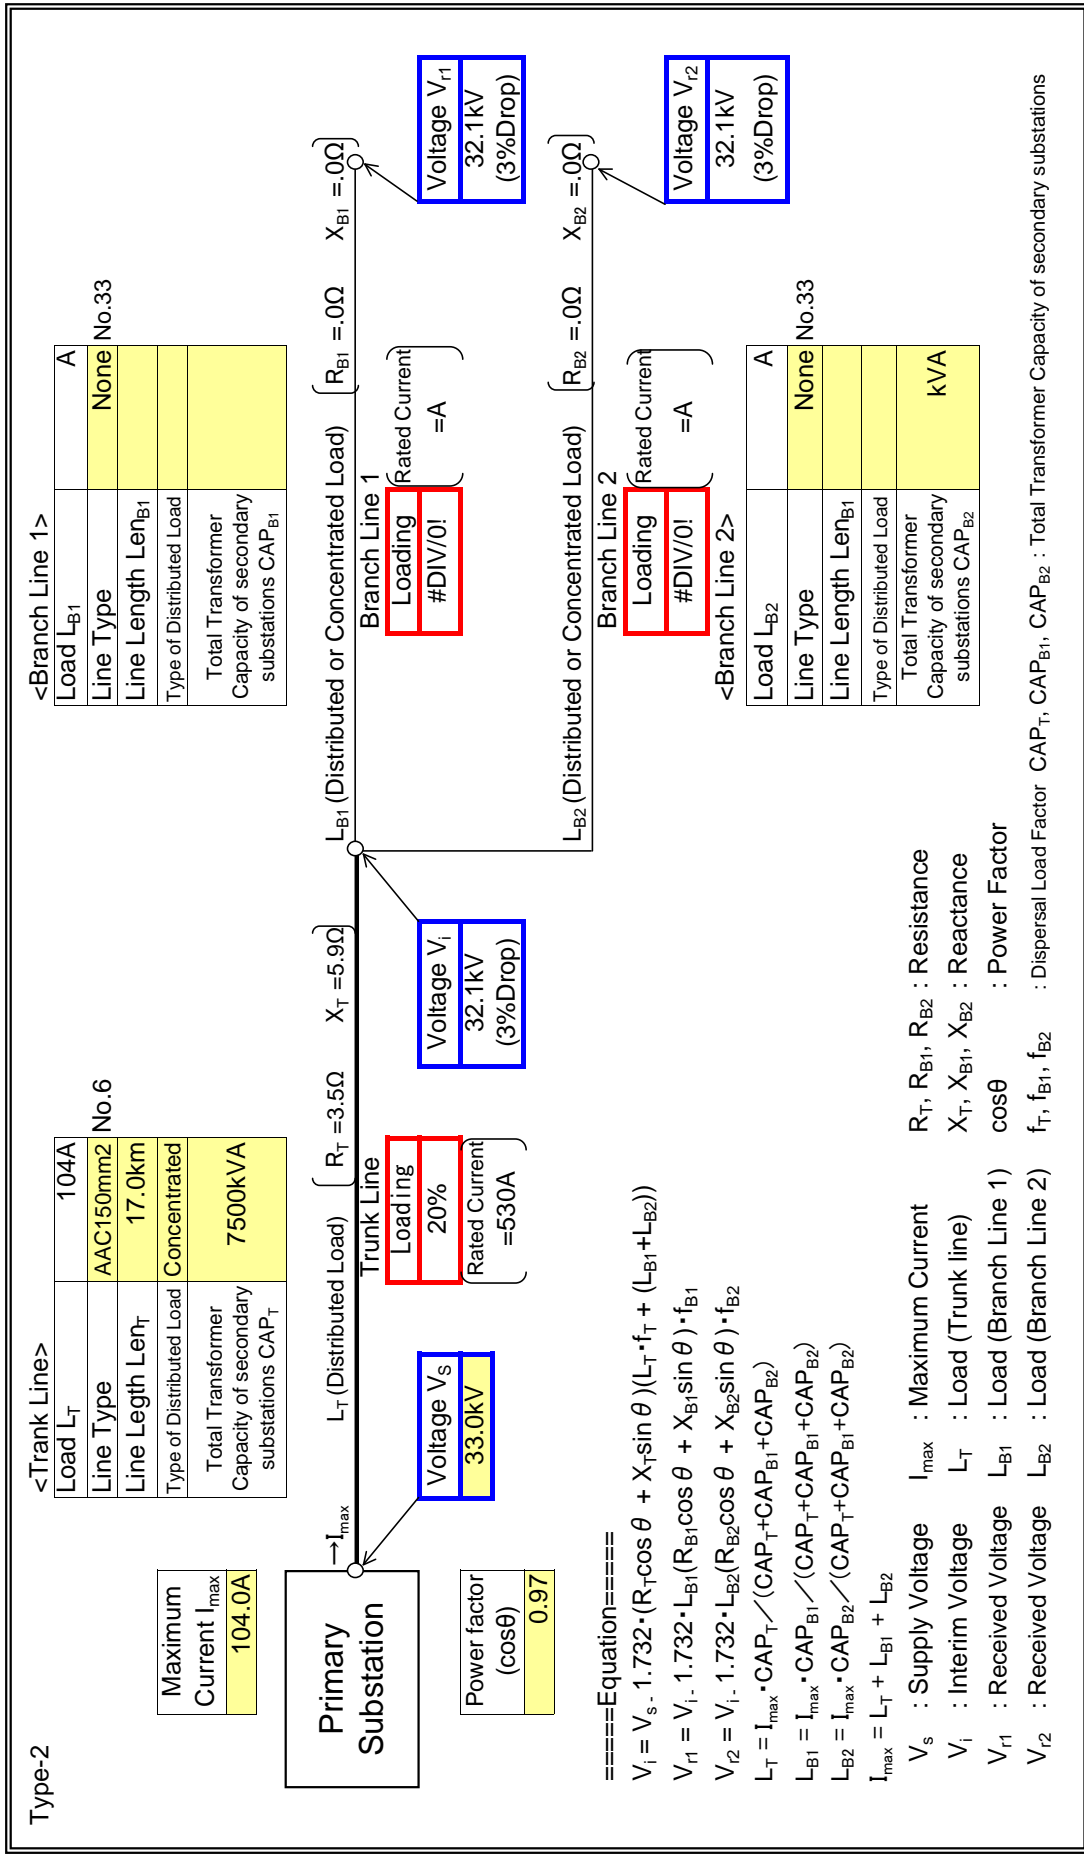 Type-2
Maximum
Current Imax
104.0A
<Trank Line>
Load LT 104A
Line Type AAC150mm2 No.6
Line Legth LenT 17.0km
Type of Distributed Load Concentrated
Total Transformer
Capacity of secondary
substations CAPT
7500kVA
<Branch Line 1>
Load LB1 A
Line Type None No.33
Line Length LenB1
Type of Distributed Load
Total Transformer
Capacity of secondary
substations CAPB1
Primary
Substation
→Imax
LT (Distributed Load)
RT =3.5Ω XT =5.9Ω
LB1 (Distributed or Concentrated Load)
RB1 =.0Ω XB1 =.0Ω
Trunk Line
Loading
20%
Rated Current
=530A
Branch Line 1
Loading
#DIV/0!
Rated Current
=A
Voltage VS
33.0kV
Voltage Vi
32.1kV
(3%Drop)
Voltage Vr1
32.1kV
(3%Drop)
Power factor
(cosθ)
0.97
LB2 (Distributed or Concentrated Load)
RB2 =.0Ω XB2 =.0Ω
Branch Line 2
Loading
#DIV/0!
Rated Current
=A
Voltage Vr2
32.1kV
(3%Drop)
<Branch Line 2>
Load LB2 A
Line Type None No.33
Line Length LenB1
Type of Distributed Load
Total Transformer
Capacity of secondary
substations CAPB2
kVA
=====Equation=====
Vi = Vs - 1.732･(RTcos θ + XTsin θ )(LT･fT + (LB1+LB2))
Vr1 = Vi - 1.732･LB1(RB1cos θ + XB1sin θ )･fB1
Vr2 = Vi - 1.732･LB2(RB2cos θ + XB2sin θ )･fB2
LT = Imax･CAPT／(CAPT+CAPB1+CAPB2)
LB1 = Imax･CAPB1／(CAPT+CAPB1+CAPB2)
LB2 = Imax･CAPB2／(CAPT+CAPB1+CAPB2)
Imax = LT + LB1 + LB2
Vs : Supply Voltage Imax : Maximum Current RT, RB1, RB2 : Resistance
Vi : Interim Voltage LT : Load (Trunk line) XT, XB1, XB2 : Reactance
Vr1 : Received Voltage LB1 : Load (Branch Line 1) cosθ : Power Factor
Vr2 : Received Voltage LB2 : Load (Branch Line 2) fT, fB1, fB2 : Dispersal Load Factor CAPT, CAPB1, CAPB2 : Total Transformer Capacity of secondary substations